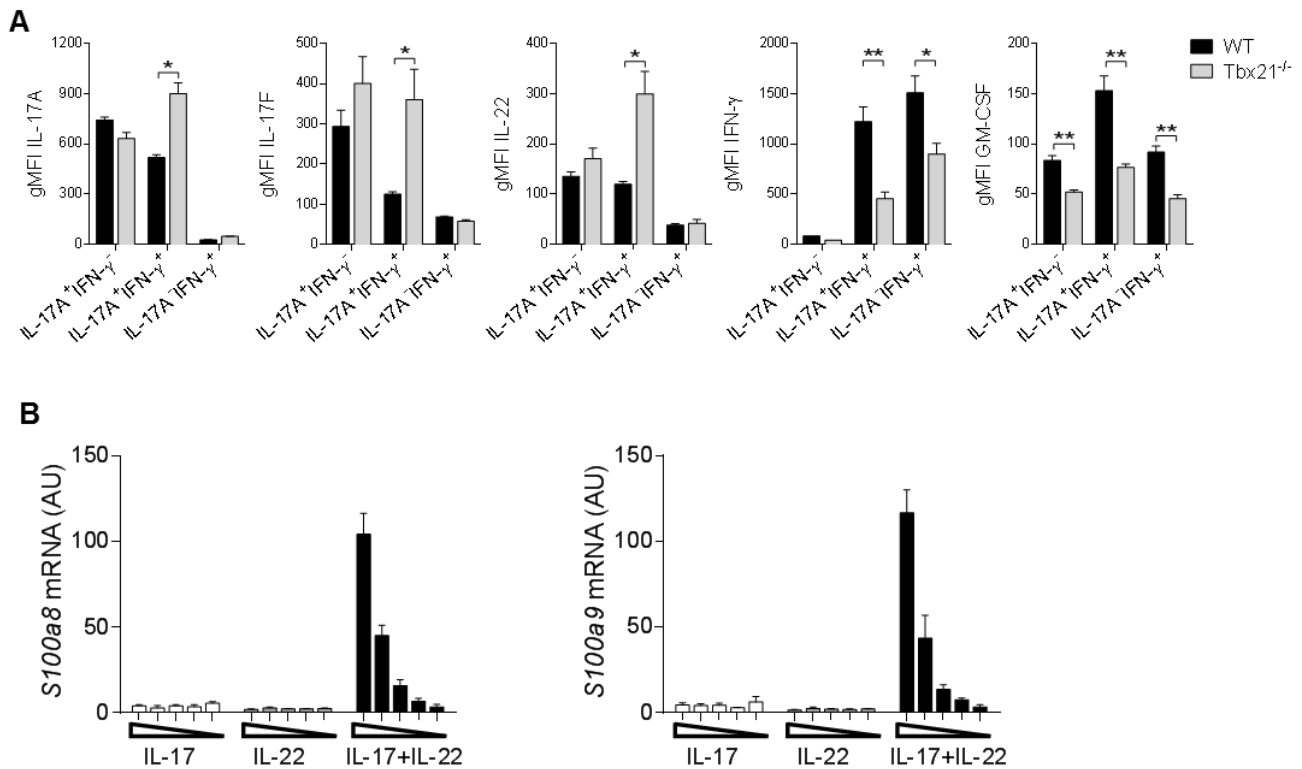 A
gMFI IL-17A
1200
900
600
300
0
IL-17A⁺IFN-γ⁻
IL-17A⁺IFN-γ⁺
IL-17A⁻IFN-γ⁺
*
gMFI IL-17F
500
400
300
200
100
0
IL-17A⁺IFN-γ⁻
IL-17A⁺IFN-γ⁺
IL-17A⁻IFN-γ⁺
*
gMFI IL-22
400
300
200
100
0
IL-17A⁺IFN-γ⁻
IL-17A⁺IFN-γ⁺
IL-17A⁻IFN-γ⁺
*
gMFI IFN-γ
2000
1500
1000
500
0
IL-17A⁺IFN-γ⁻
IL-17A⁺IFN-γ⁺
IL-17A⁻IFN-γ⁺
**
*
gMFI GM-CSF
200
150
100
50
0
IL-17A⁺IFN-γ⁻
IL-17A⁺IFN-γ⁺
IL-17A⁻IFN-γ⁺
**
**
**
WT
Tbx21⁻/⁻
B
S100a8 mRNA (AU)
150
100
50
0
IL-17
IL-22
IL-17+IL-22
S100a9 mRNA (AU)
150
100
50
0
IL-17
IL-22
IL-17+IL-22